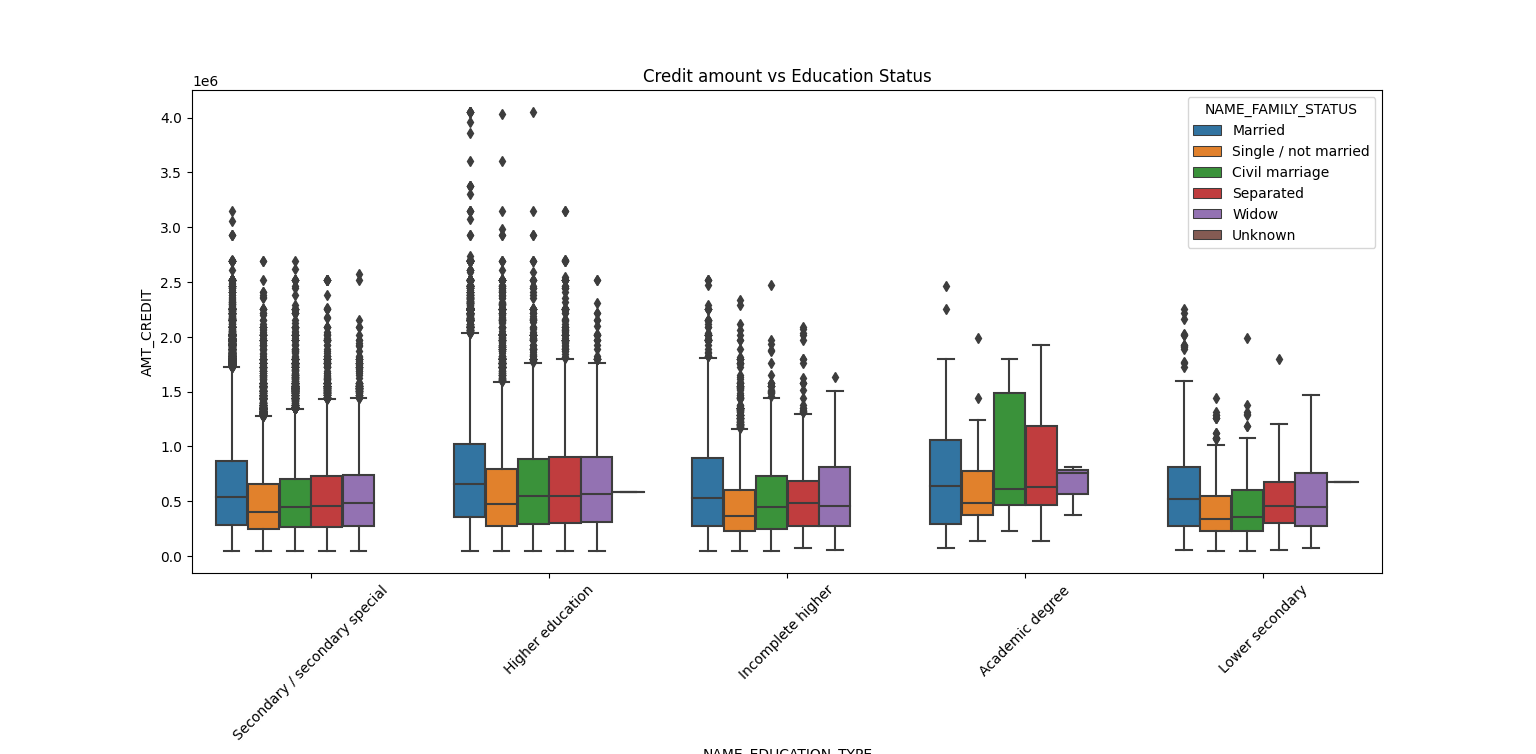 Credit amount vs Education Status
1e6
4.0
3.5
3.0
2.5
2.0
1.5
1.0
0.5
0.0
AMT_CREDIT
NAME_FAMILY_STATUS
Married
Single / not married
Civil marriage
Separated
Widow
Unknown
Secondary / secondary special
Higher education
Incomplete higher
Academic degree
Lower secondary
NAME_EDUCATION_TYPE